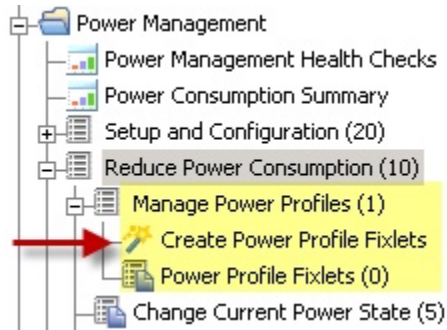 Power Management
Power Management Health Checks
Power Consumption Summary
Setup and Configuration (20)
Reduce Power Consumption (10)
Manage Power Profiles (1)
Create Power Profile Fixlets
Power Profile Fixlets (0)
Change Current Power State (5)